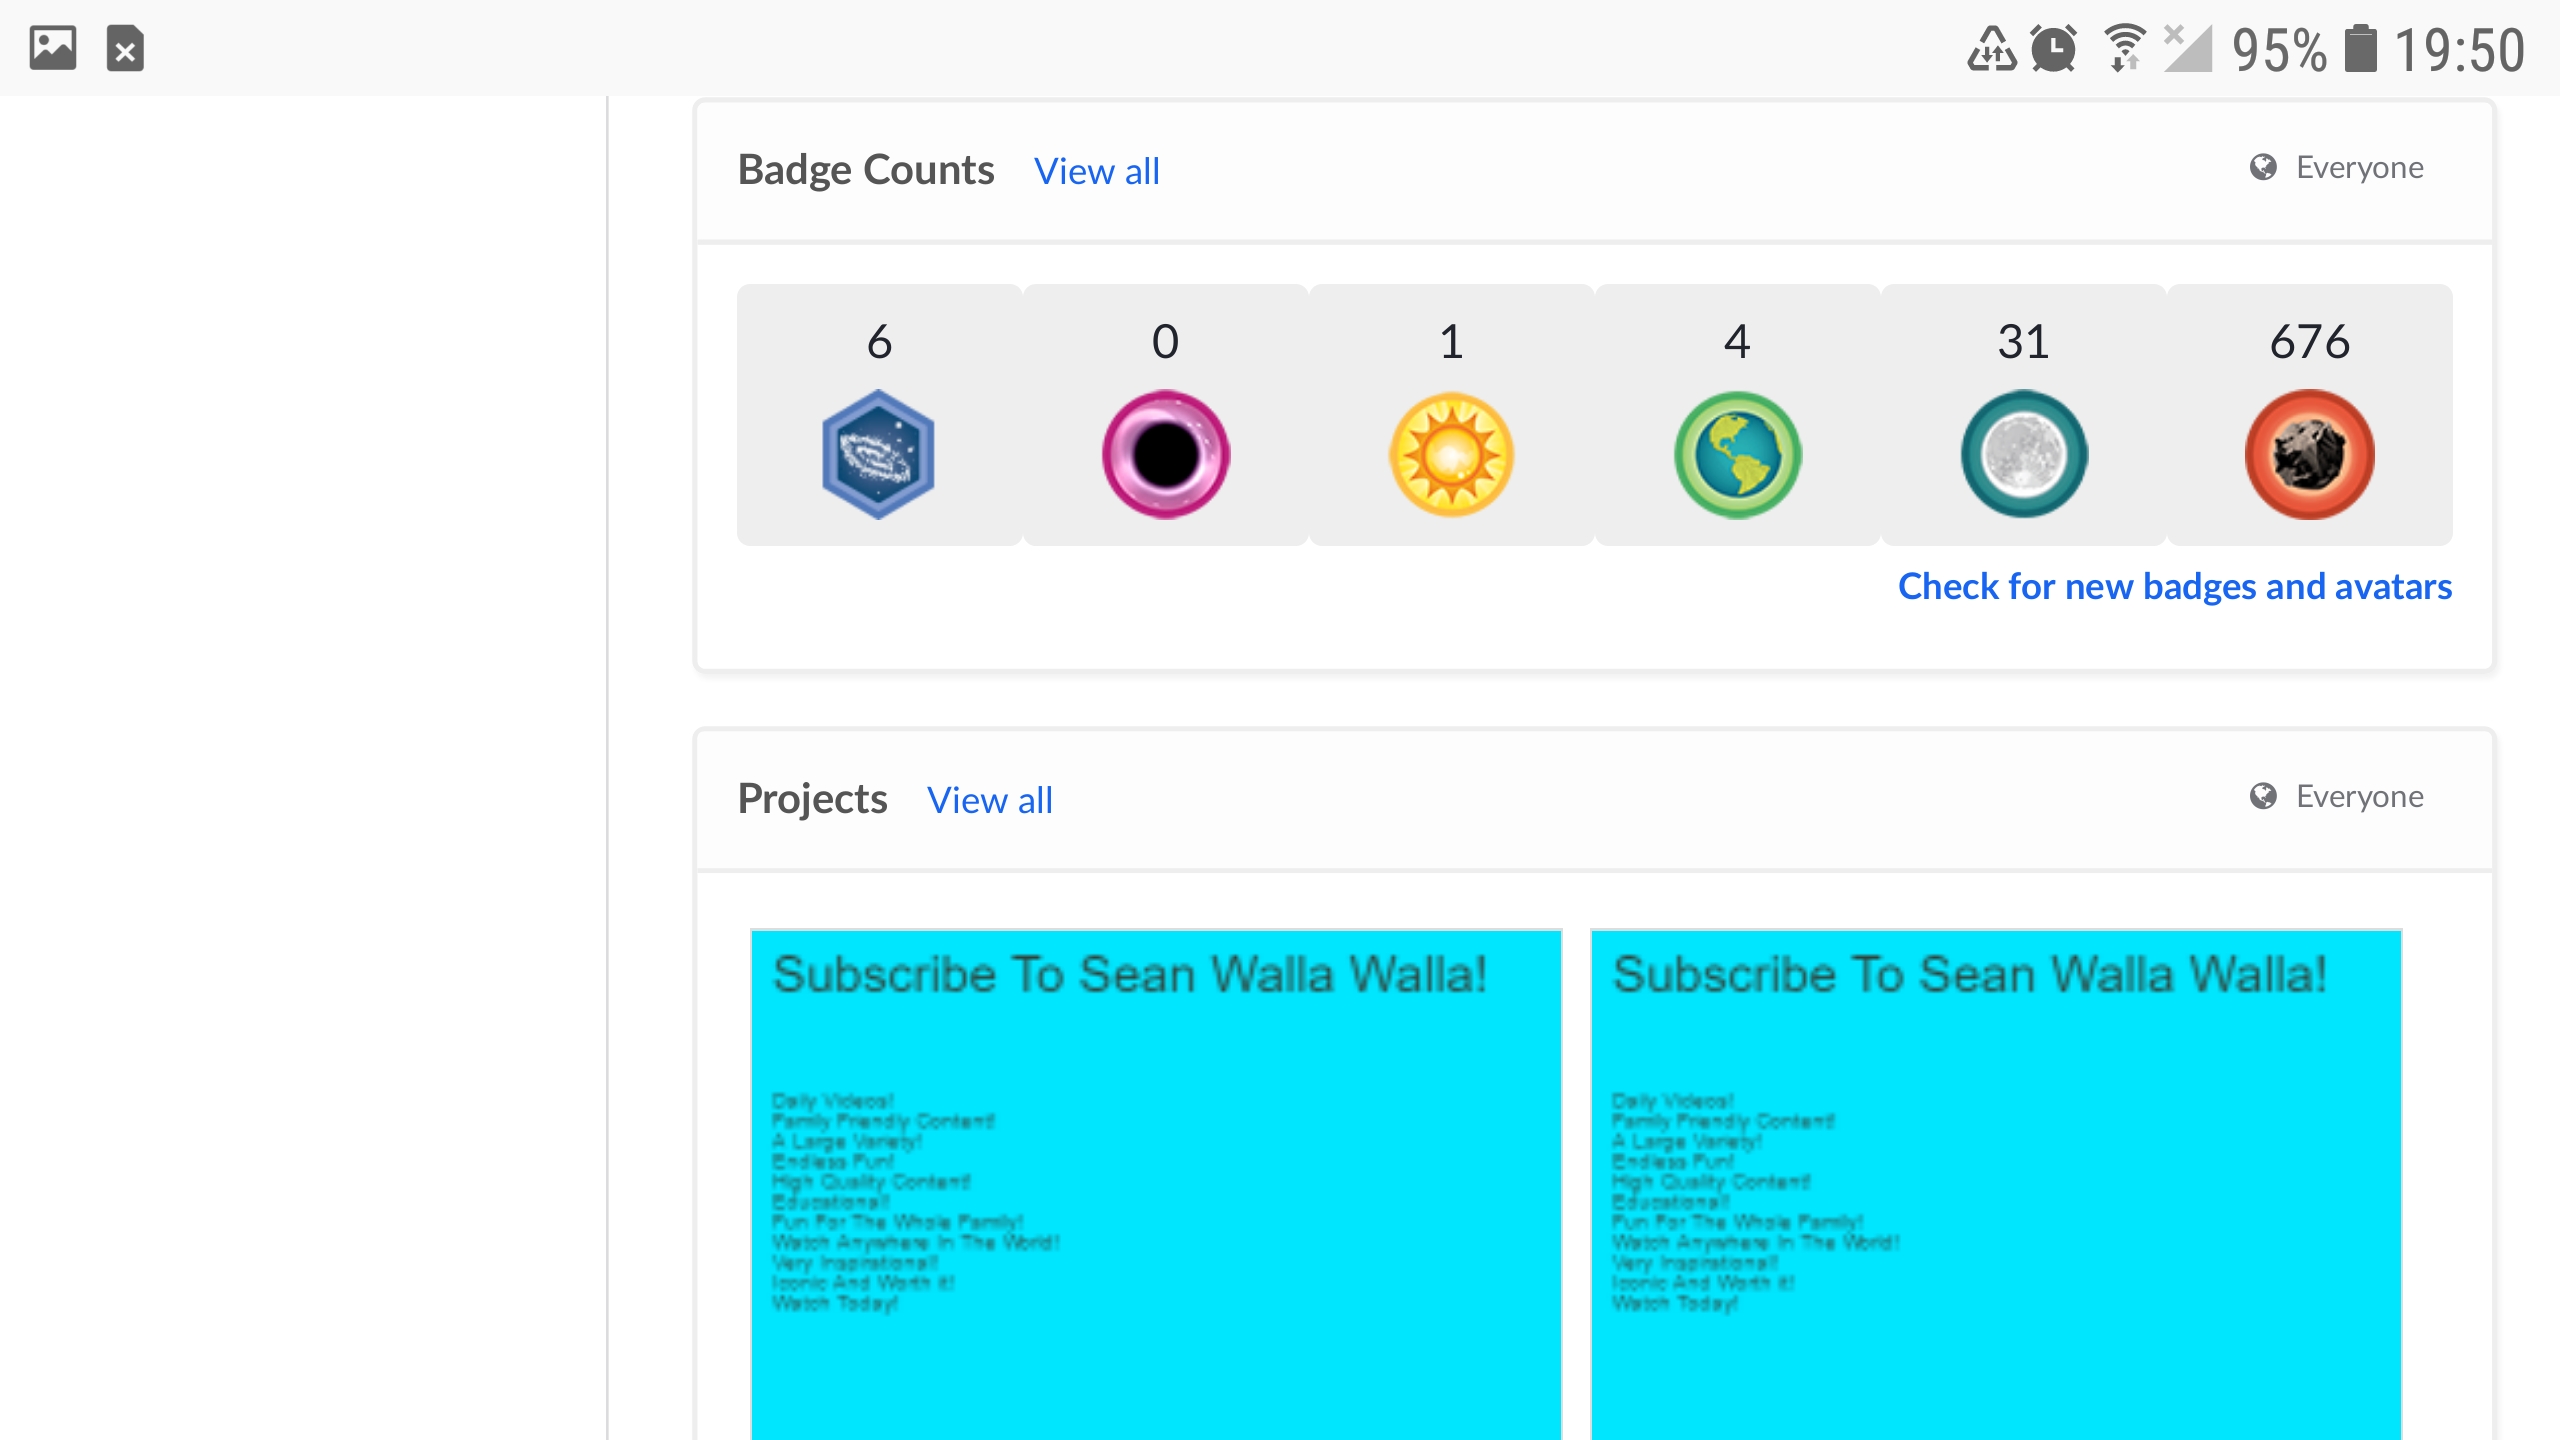 95% 19:50
Badge Counts View all Everyone
6 0 1 4 31 676
Check for new badges and avatars
Projects View all Everyone
Subscribe To Sean Walla Walla!
Daily Videos!
Family Friendly Content!
A Large Variety!
Endless Fun!
High Quality Content!
Educational!
Fun For The Whole Family!
Watch Anywhere In The World!
Very Inspirational!
Iconic And Worth it!
Watch Today!
Subscribe To Sean Walla Walla!
Daily Videos!
Family Friendly Content!
A Large Variety!
Endless Fun!
High Quality Content!
Educational!
Fun For The Whole Family!
Watch Anywhere In The World!
Very Inspirational!
Iconic And Worth it!
Watch Today!